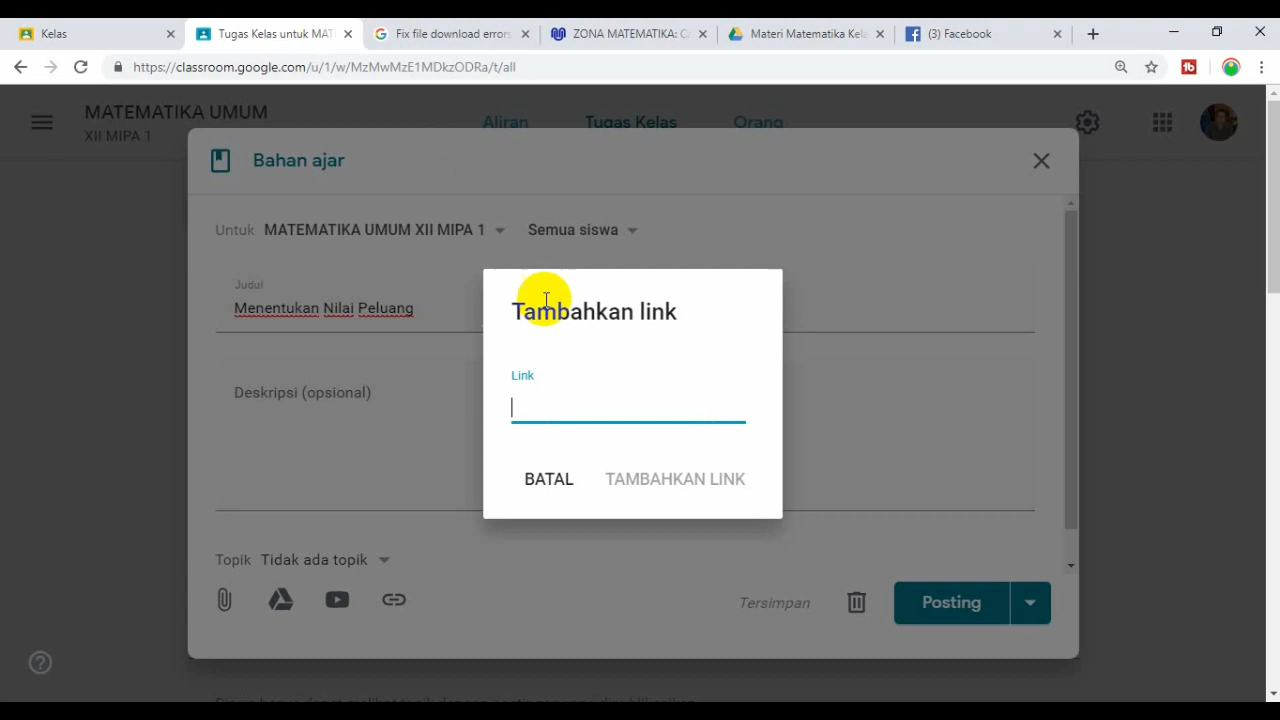 Kelas
Tugas Kelas untuk MAT
Fix file download errors
ZONA MATEMATIKA: C
Materi Matematika Kel
(3) Facebook
https://classroom.google.com/u/1/w/MzMwMzE1MDkzODRa/t/all
MATEMATIKA UMUM
XII MIPA 1
Aliran
Tugas Kelas
Orang
Bahan ajar
Untuk MATEMATIKA UMUM XII MIPA 1 Semua siswa
Judul
Menentukan Nilai Peluang
Deskripsi (opsional)
Tambahkan link
Link
BATAL TAMBAHKAN LINK
Topik Tidak ada topik
Tersimpan
Posting